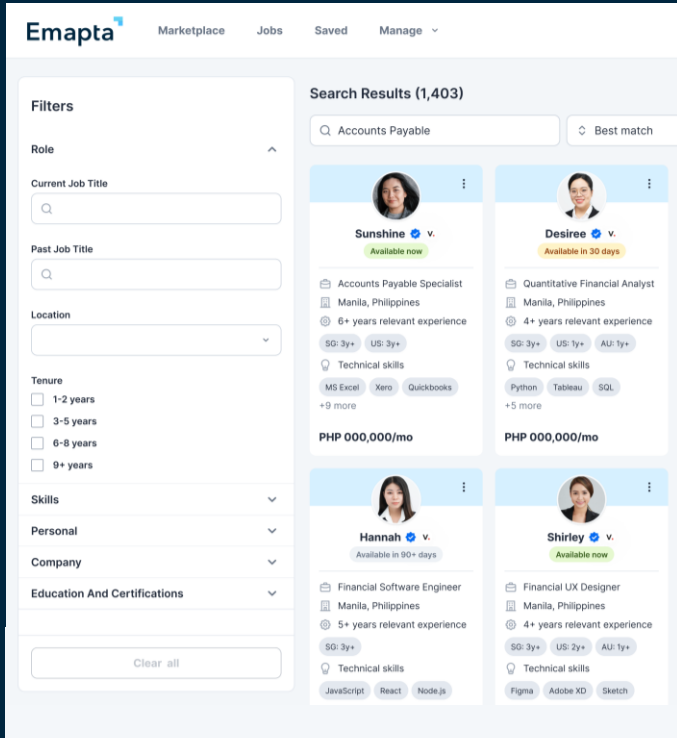 Emapta
Marketplace Jobs Saved Manage
Filters
Role
Current Job Title
Past Job Title
Location
Tenure
1-2 years
3-5 years
6-8 years
9+ years
Skills
Personal
Company
Education And Certifications
Clear all
Search Results (1,403)
Accounts Payable
Best match
Sunshine V.
Available now
Accounts Payable Specialist
Manila, Philippines
6+ years relevant experience
SG: 3y+ US: 3y+
Technical skills
MS Excel Xero Quickbooks
+9 more
PHP 000,000/mo
Desiree V.
Available in 30 days
Quantitative Financial Analyst
Manila, Philippines
4+ years relevant experience
SG: 3y+ US: 1y+ AU: 1y+
Technical skills
Python Tableau SQL
+5 more
PHP 000,000/mo
Hannah V.
Available in 90+ days
Financial Software Engineer
Manila, Philippines
5+ years relevant experience
SG: 3y+
Technical skills
JavaScript React Node.js
Shirley V.
Available now
Financial UX Designer
Manila, Philippines
4+ years relevant experience
SG: 3y+ US: 2y+ AU: 1y+
Technical skills
Figma Adobe XD Sketch